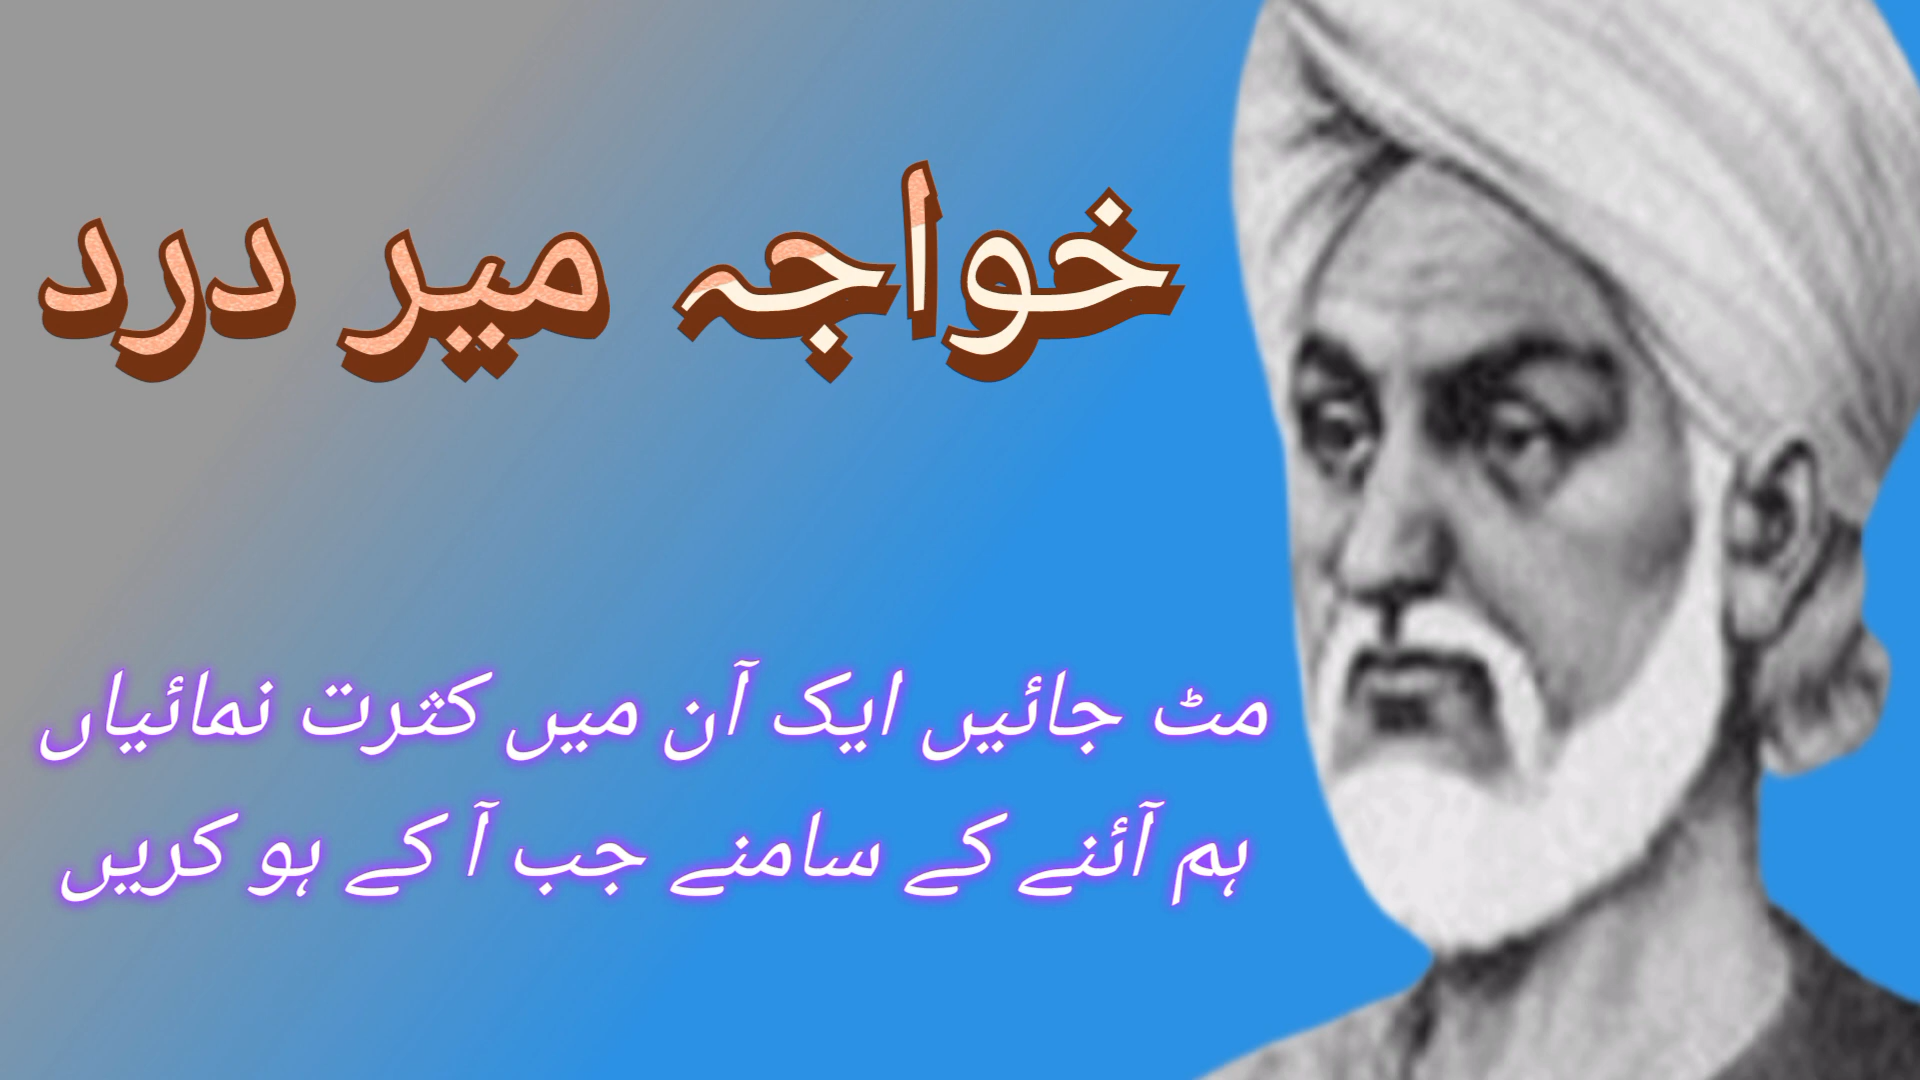 خواجہ میر درد
مٹ جائیں ایک آن میں کثرت نمائیاں
ہم آئنے کے سامنے جب آ کے ہو کریں